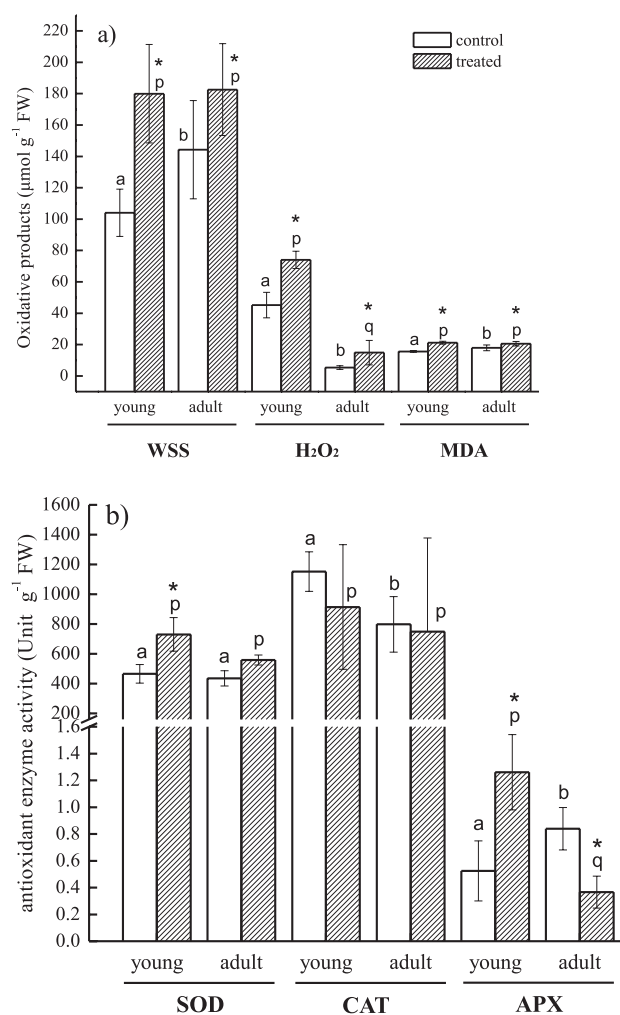 a)
control
treated
Oxidative products (μmol g⁻¹ FW)
220
200
180
160
140
120
100
80
60
40
20
0
a
*
p
b
*
p
a
*
p
b
*
q
a
*
p
b
*
p
young adult young adult young adult
WSS H₂O₂ MDA
b)
antioxidant enzyme activity (Unit g⁻¹ FW)
1600
1400
1200
1000
800
600
400
200
1.6
1.4
1.2
1.0
0.8
0.6
0.4
0.2
0.0
a
*
p
a
p
a
p
b
p
a
*
p
b
*
q
young adult young adult young adult
SOD CAT APX